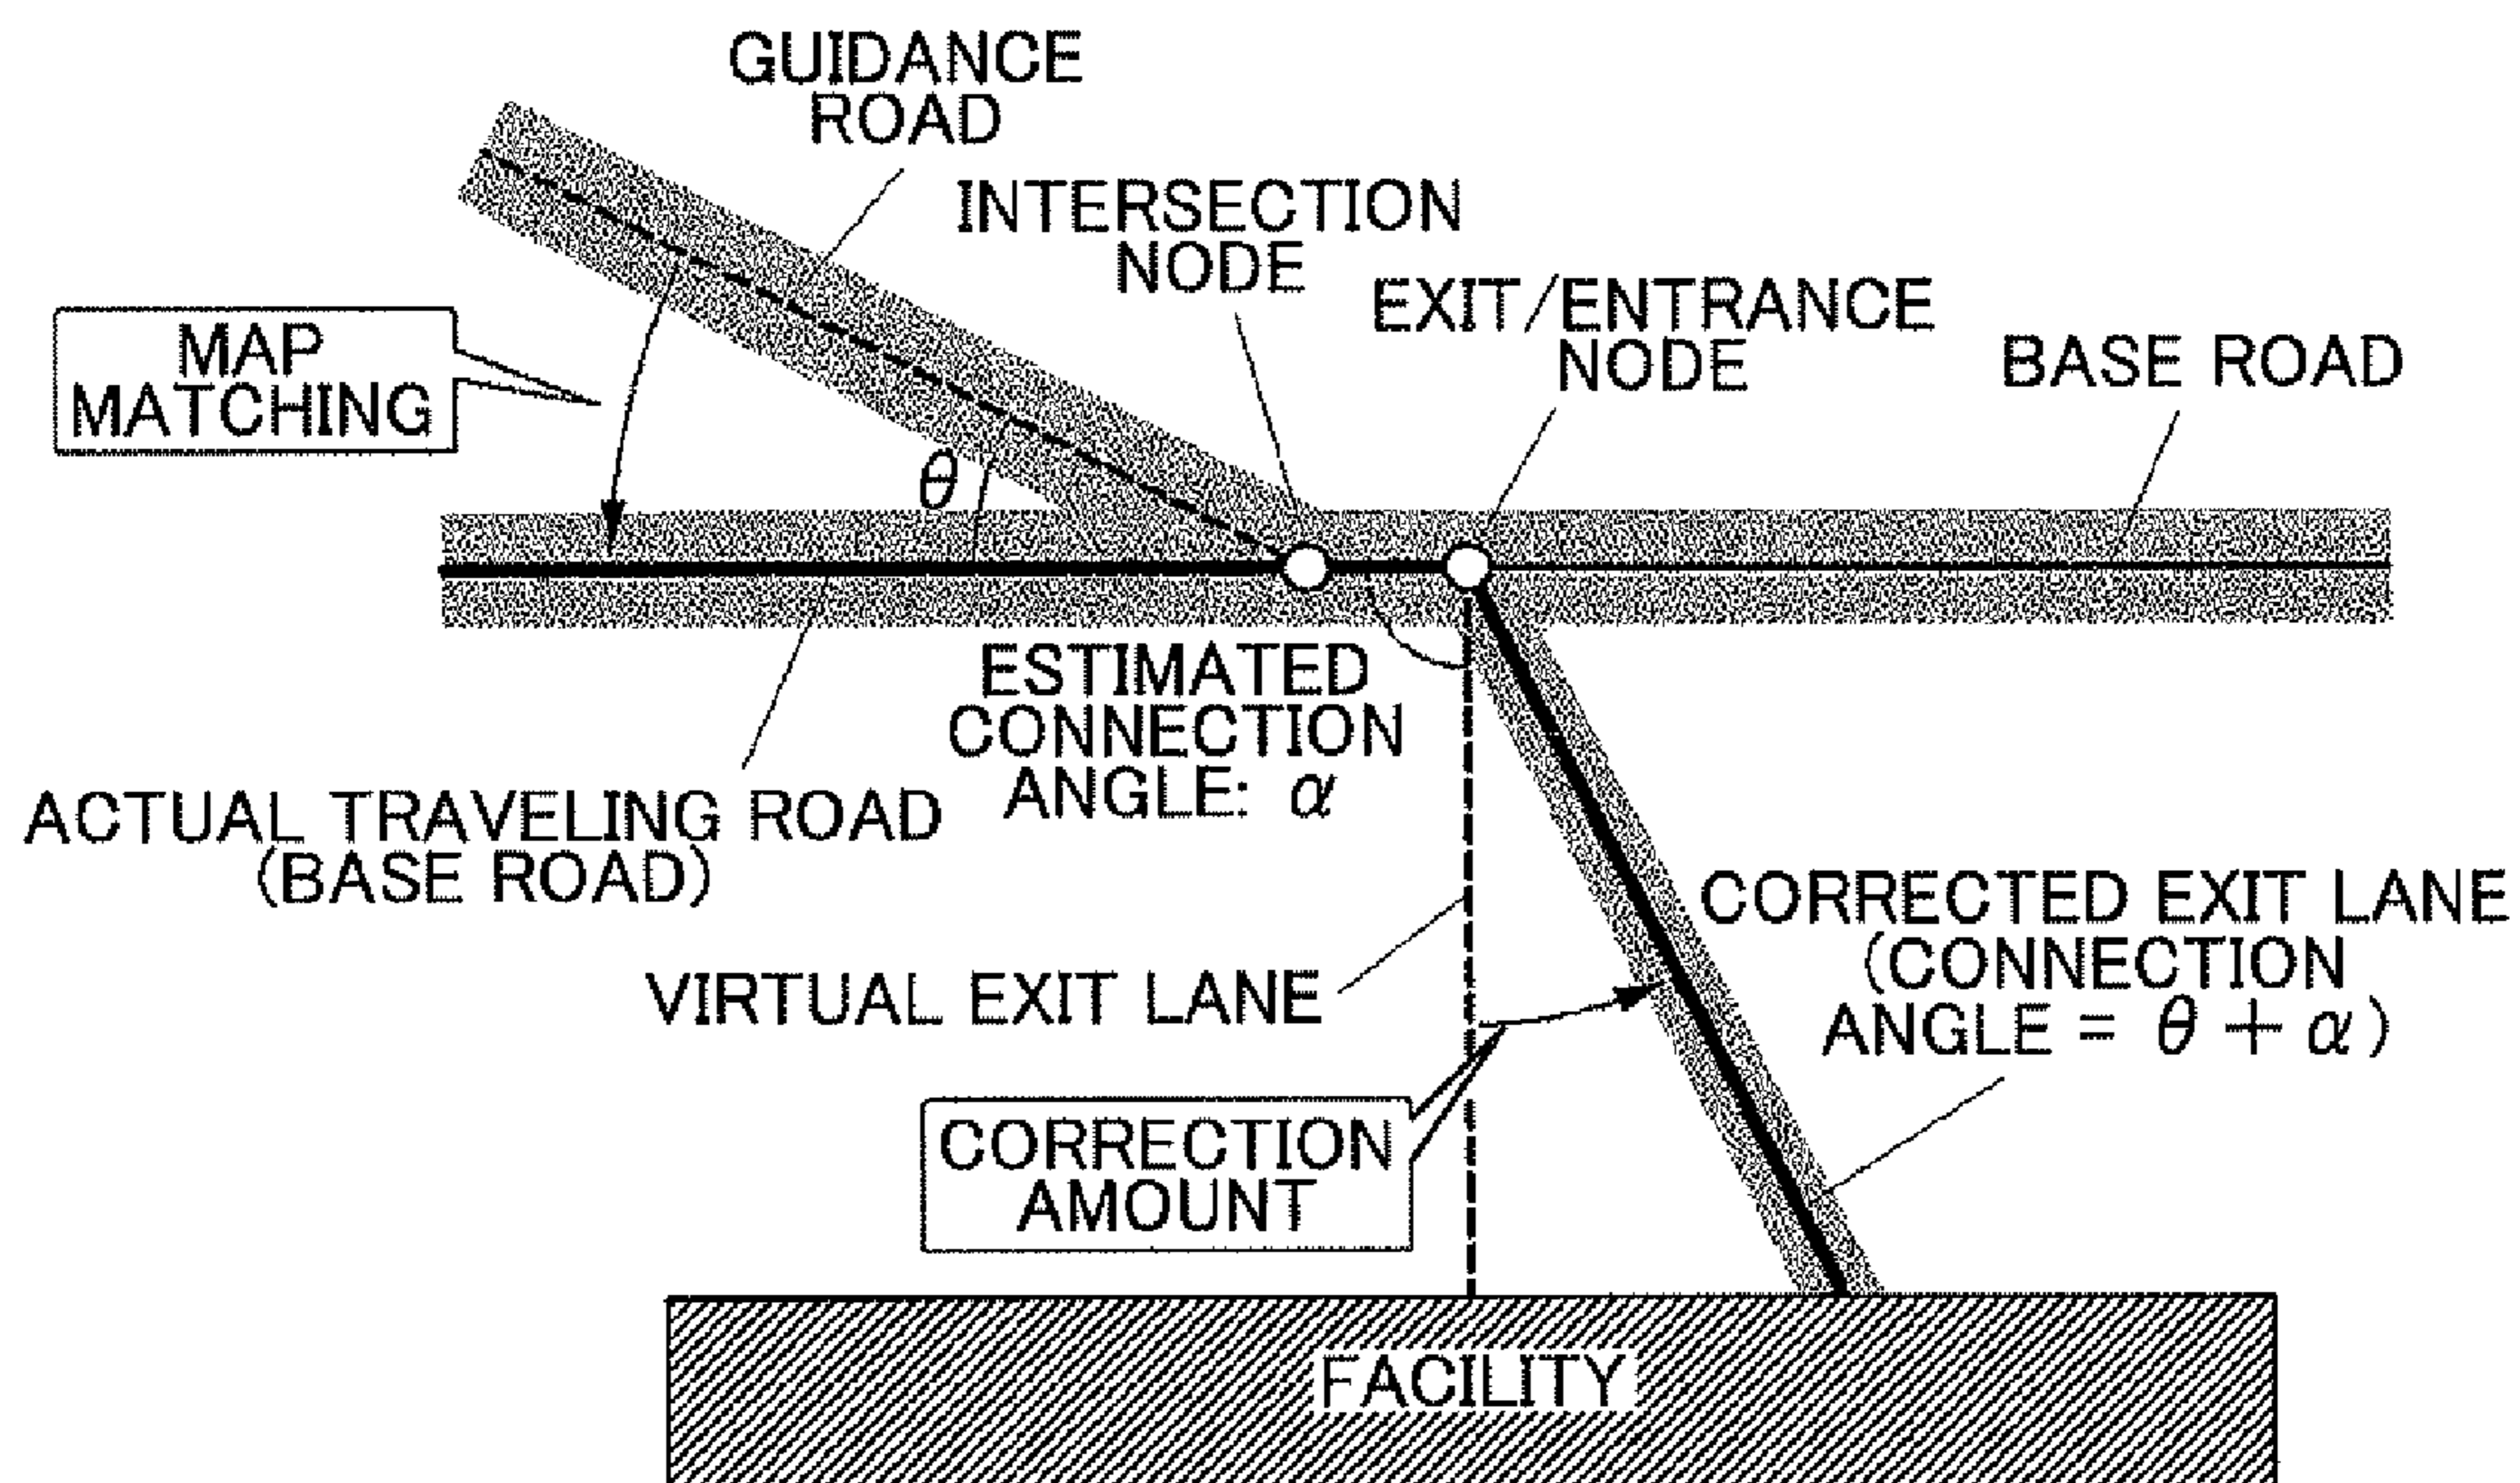 GUIDANCE
ROAD
INTERSECTION
NODE
EXIT/ENTRANCE
NODE
BASE ROAD
MAP
MATCHING
θ
ESTIMATED
CONNECTION
ANGLE: α
ACTUAL TRAVELING ROAD
(BASE ROAD)
CORRECTED EXIT LANE
(CONNECTION
ANGLE = θ + α)
VIRTUAL EXIT LANE
CORRECTION
AMOUNT
FACILITY